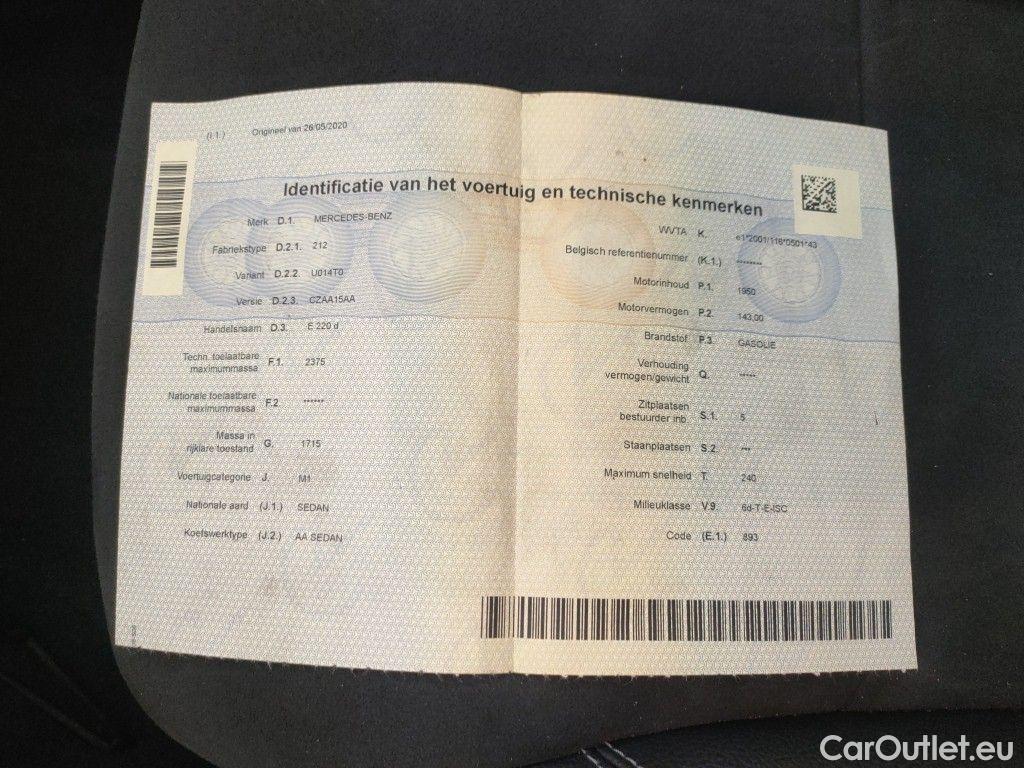 (I.1.) Origineel van 26/05/2020
Identificatie van het voertuig en technische kenmerken
Merk D.1. MERCEDES-BENZ
Fabriekstype D.2.1. 212
Variant D.2.2. U014T0
Versie D.2.3. CZAA15AA
Handelsnaam D.3. E 220 d
Techn. toelaatbare
maximummassa F.1. 2375
Nationale toelaatbare
maximummassa F.2 ******
Massa in
rijklare toestand G. 1715
Voertuigcategorie J. M1
Nationale aard (J.1.) SEDAN
Koetswerktype (J.2.) AA SEDAN
WVTA K. e1*2001/116*0501*43
Belgisch referentienummer (K.1.) ********
Motorinhoud P.1. 1950
Motorvermogen P.2. 143,00
Brandstof P.3. GASOLIE
Verhouding
vermogen/gewicht Q. *****
Zitplaatsen
bestuurder inb. S.1. 5
Staanplaatsen S.2. ***
Maximum snelheid T. 240
Milieuklasse V.9. 6d-T-E-ISC
Code (E.1.) 893
CarOutlet.eu